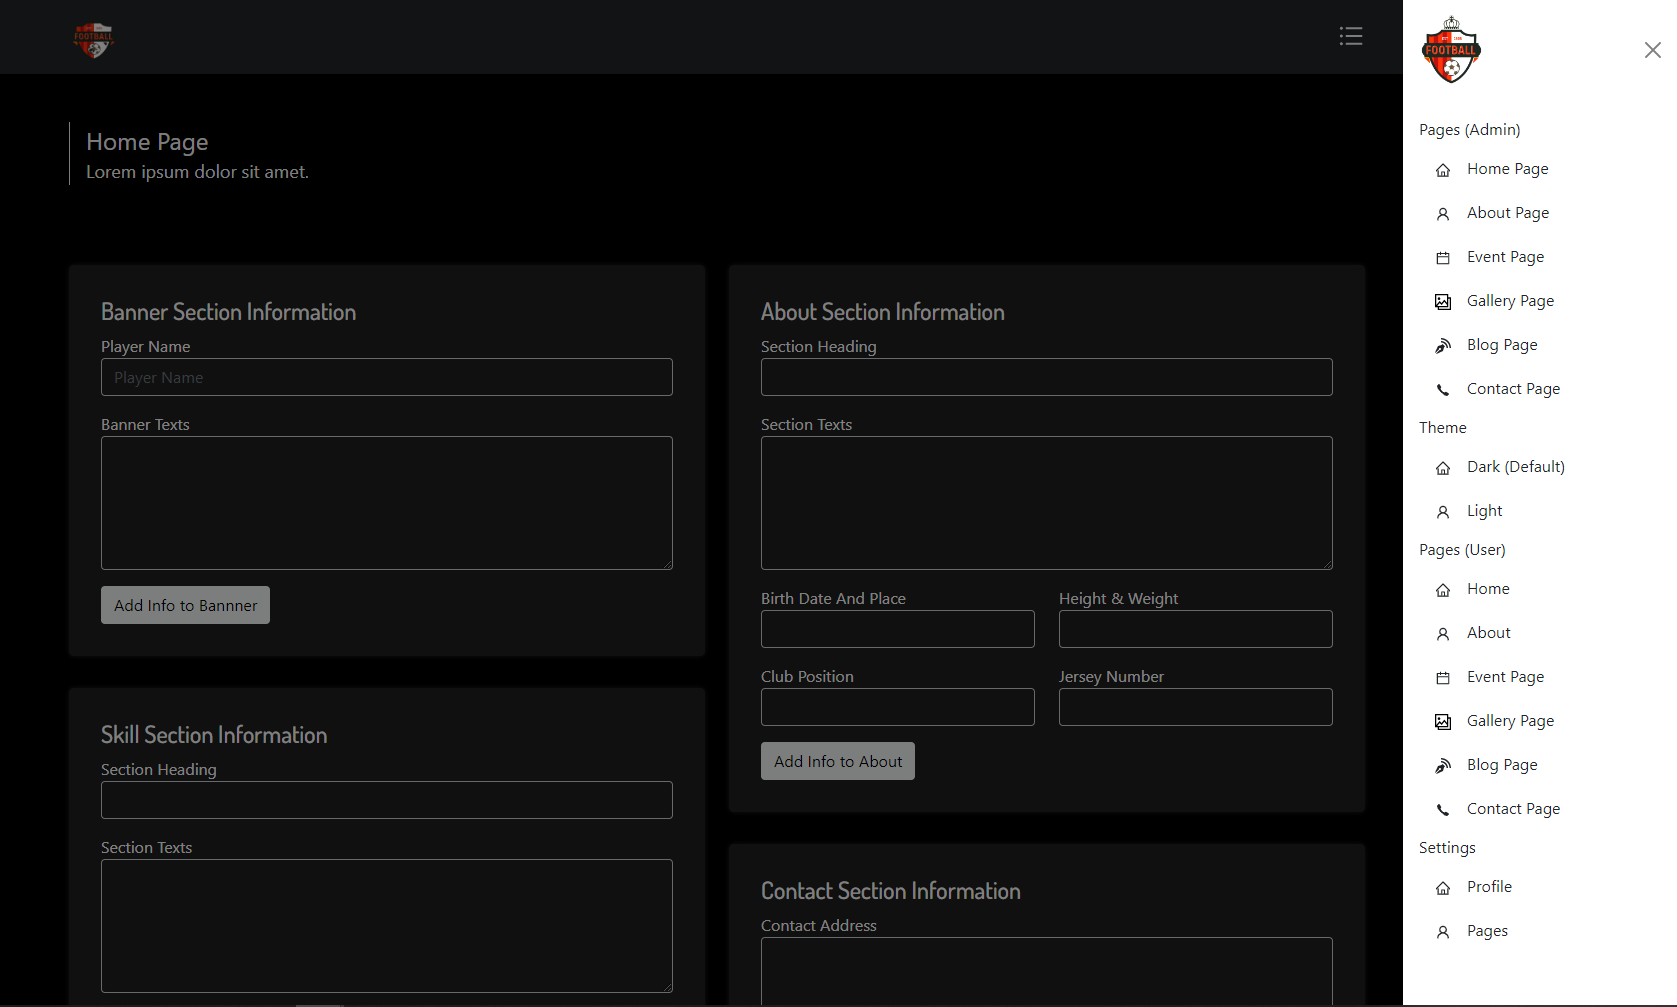 FOOTBALL
Home Page
Lorem ipsum dolor sit amet.
Banner Section Information
Player Name
Player Name
Banner Texts
Add Info to Bannner
Skill Section Information
Section Heading
Section Texts
About Section Information
Section Heading
Section Texts
Birth Date And Place
Height & Weight
Club Position
Jersey Number
Add Info to About
Contact Section Information
Contact Address
FOOTBALL
Pages (Admin)
Home Page
About Page
Event Page
Gallery Page
Blog Page
Contact Page
Theme
Dark (Default)
Light
Pages (User)
Home
About
Event Page
Gallery Page
Blog Page
Contact Page
Settings
Profile
Pages